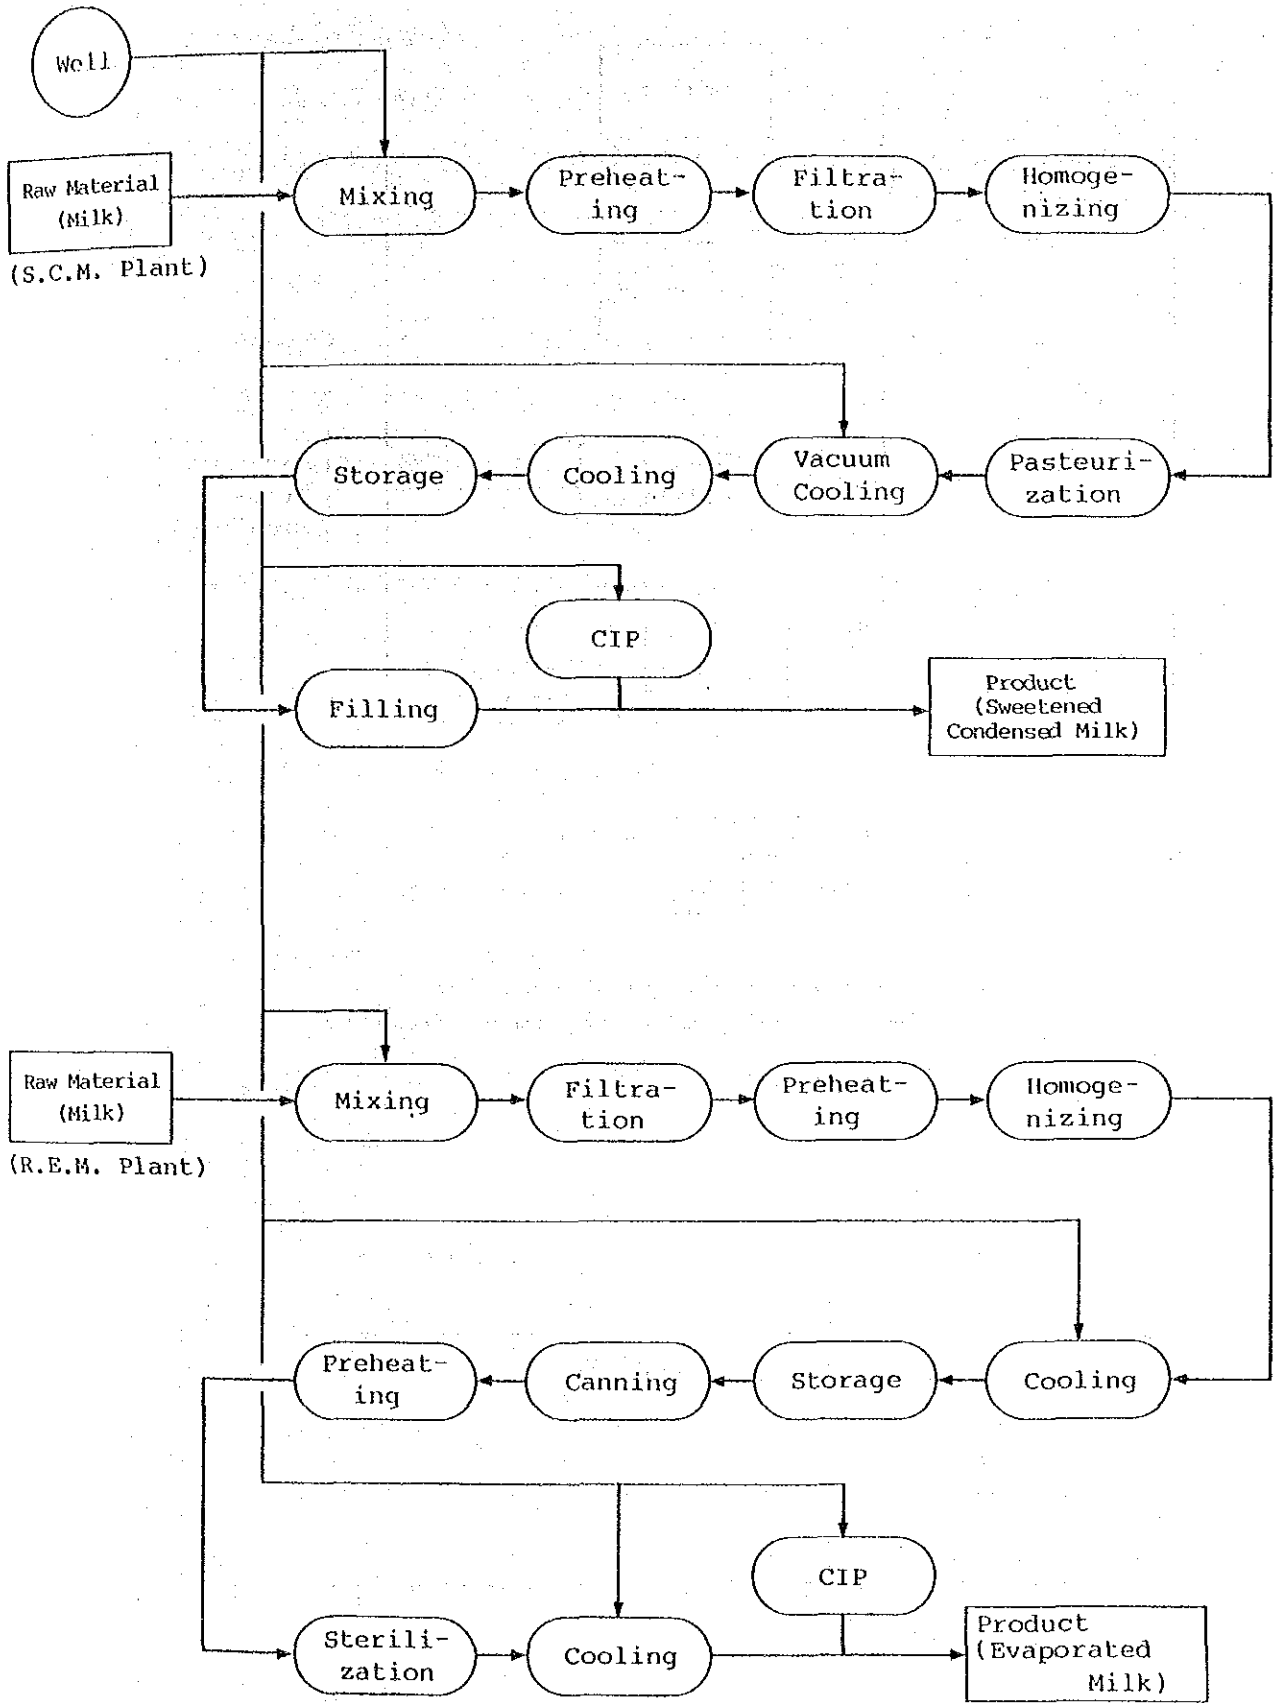 Well
Raw Material
(Milk)
(S.C.M. Plant)
Mixing
Preheat-
ing
Filtra-
tion
Homoge-
nizing
Storage
Cooling
Vacuum
Cooling
Pasteuri-
zation
CIP
Filling
Product
(Sweetened
Condensed Milk)
Raw Material
(Milk)
(R.E.M. Plant)
Mixing
Filtra-
tion
Preheat-
ing
Homoge-
nizing
Preheat-
ing
Canning
Storage
Cooling
CIP
Sterili-
zation
Cooling
Product
(Evaporated
Milk)